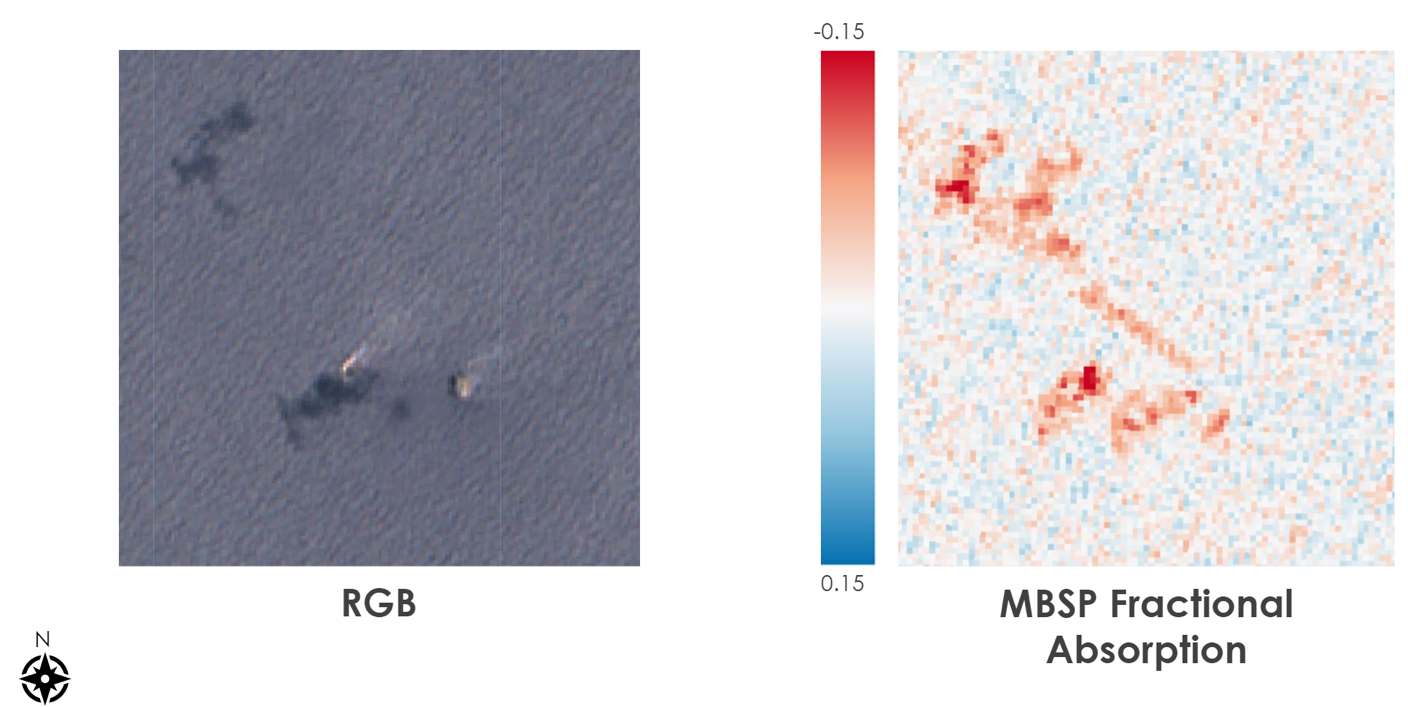 -0.15
0.15
RGB
MBSP Fractional
Absorption
N